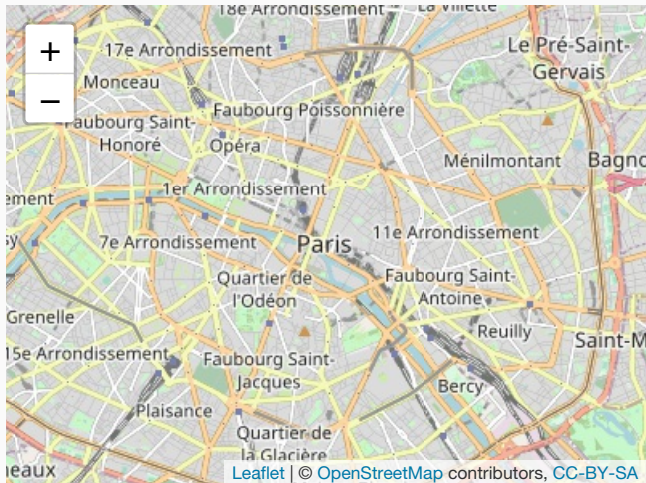 18e Arrondissement
La Villette
+
17e Arrondissement
Le Pré-Saint-
Gervais
Monceau
−
Faubourg Poissonnière
Faubourg Saint-
Honoré
Opéra
Ménilmontant
Bagno
1er Arrondissement
ement
7e Arrondissement
Paris
11e Arrondissement
sy
Quartier de
l'Odéon
Faubourg Saint-
Antoine
Grenelle
Reuilly
Saint-M
15e Arrondissement
Faubourg Saint-
Jacques
Bercy
Plaisance
Quartier de
la Glacière
neaux
Leaflet | © OpenStreetMap contributors, CC-BY-SA